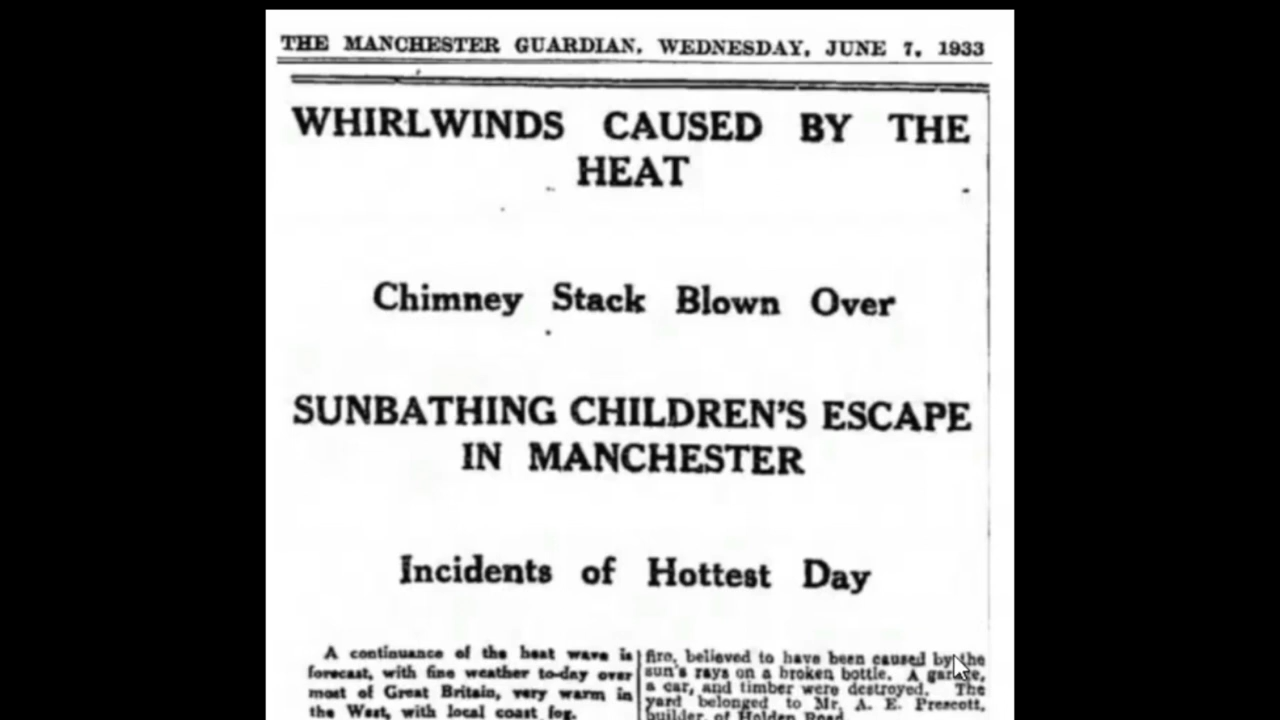 THE MANCHESTER GUARDIAN, WEDNESDAY, JUNE 7, 1933
WHIRLWINDS CAUSED BY THE
HEAT
Chimney Stack Blown Over
SUNBATHING CHILDREN'S ESCAPE
IN MANCHESTER
Incidents of Hottest Day
A continuance of the heat wave is
forecast, with fine weather to-day over
most of Great Britain, very warm in
the West, with local coast fog.
fire, believed to have been caused by the
sun's rays on a broken bottle. A garage,
a car, and timber were destroyed. The
yard belonged to Mr. A. E. Prescott,
builder, of Holden Road